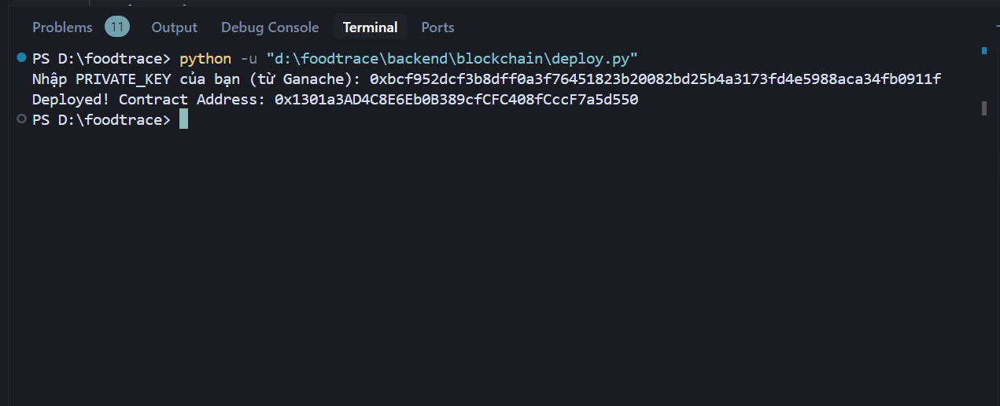 Problems 11 Output Debug Console Terminal Ports
PS D:\foodtrace> python -u "d:\foodtrace\backend\blockchain\deploy.py"
Nhập PRIVATE_KEY của bạn (từ Ganache): 0xbcf952dcf3b8dff0a3f76451823b20082bd25b4a3173fd4e5988aca34fb0911f
Deployed! Contract Address: 0x1301a3AD4C8E6Eb0B389cfCFC408fCccF7a5d550
PS D:\foodtrace>